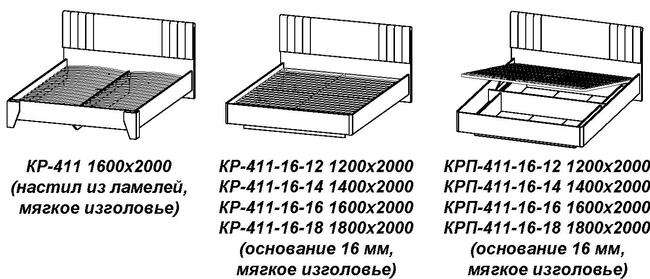 КР-411 1600х2000
(настил из ламелей,
мягкое изголовье)
КР-411-16-12 1200х2000
КР-411-16-14 1400х2000
КР-411-16-16 1600х2000
КР-411-16-18 1800х2000
(основание 16 мм,
мягкое изголовье)
КРП-411-16-12 1200х2000
КРП-411-16-14 1400х2000
КРП-411-16-16 1600х2000
КРП-411-16-18 1800х2000
(основание 16 мм,
мягкое изголовье)